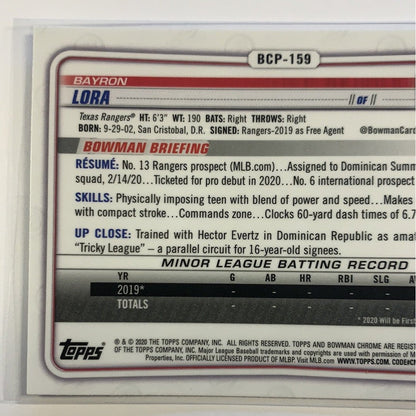 BCP-159
BAYRON
LORA // OF //
Texas Rangers® HT: 6'3" WT: 190 BATS: Right THROWS: Right
BORN: 9-29-02, San Cristobal, D.R. SIGNED: Rangers-2019 as Free Agent @BowmanCar
BOWMAN BRIEFING
RÉSUMÉ: No. 13 Rangers prospect (MLB.com)...Assigned to Dominican Summ
squad, 2/14/20...Ticketed for pro debut in 2020...No. 6 international prospect
SKILLS: Physically imposing teen with blend of power and speed...Makes
with compact stroke...Commands zone...Clocks 60-yard dash times of 6.7
UP CLOSE: Trained with Hector Evertz in Dominican Republic as amat
"Tricky League" – a parallel circuit for 16-year-old signees.
MINOR LEAGUE BATTING RECORD
YR G AB HR RBI SLG AV
2019* - - - - -
TOTALS - - - - -
* 2020 Will be First
topps
® & © 2020 THE TOPPS COMPANY, INC. ALL RIGHTS RESERVED. TOPPS AND BOWMAN CHROME ARE REGIST
OF THE TOPPS COMPANY, INC. Major League Baseball trademarks and copyrights are used with permission of M
Properties, Inc. OFFICIALLY LICENSED PRODUCT OF MLBP. Visit MLB.com WWW.TOPPS.COM. CODE#C